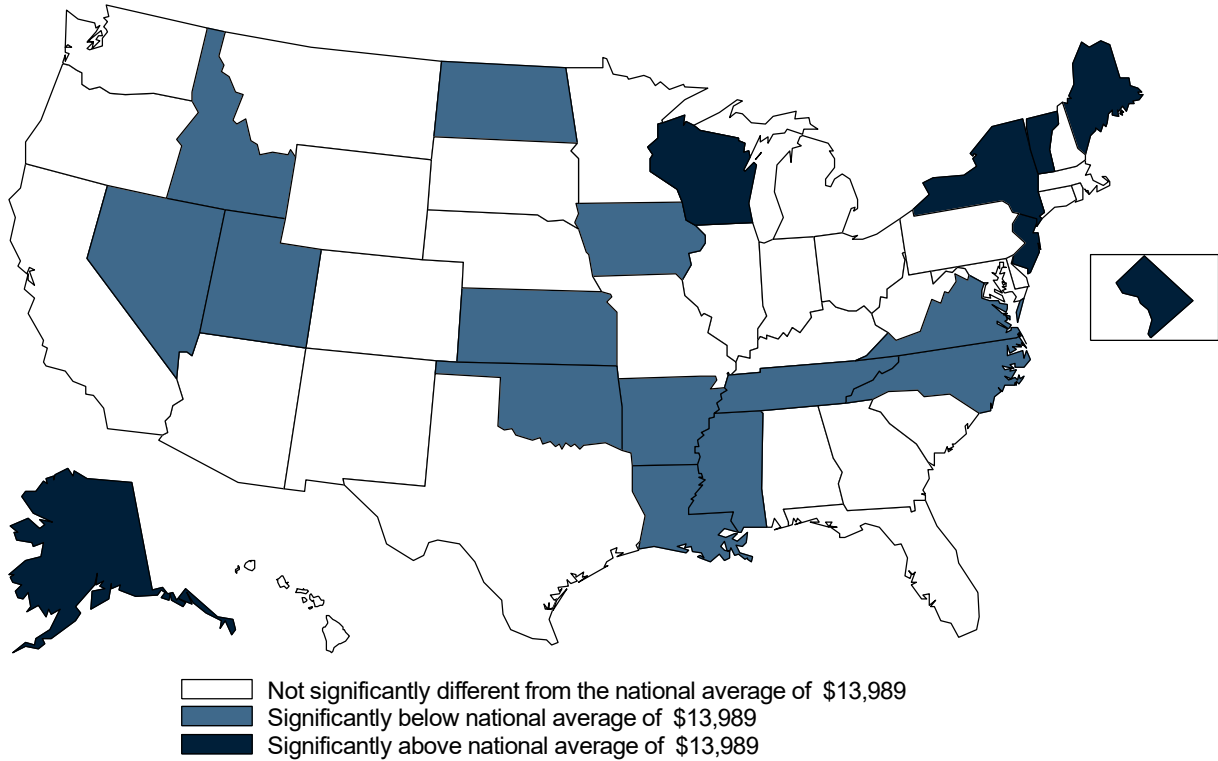 Not significantly different from the national average of $13,989
Significantly below national average of $13,989
Significantly above national average of $13,989